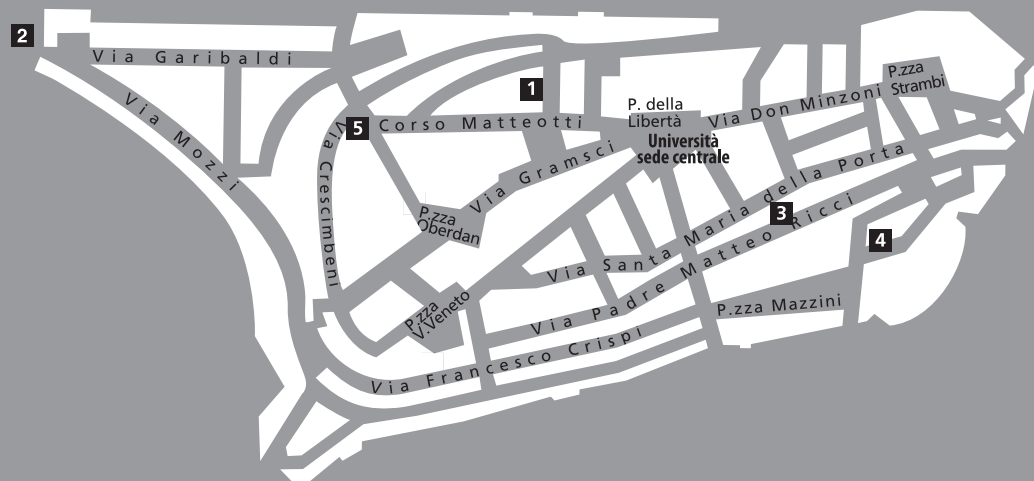 2
Via Garibaldi
Via Mozzi
1
P. della
Libertà
Via Don Minzoni
P.zza
Strambi
5
Corso Matteotti
Università
sede centrale
Via Crescimbeni
Via Gramsci
P.zza
Oberdan
Via Santa Maria della Porta
3
Via Padre Matteo Ricci
4
P.zza
V.Veneto
P.zza Mazzini
Via Francesco Crispi